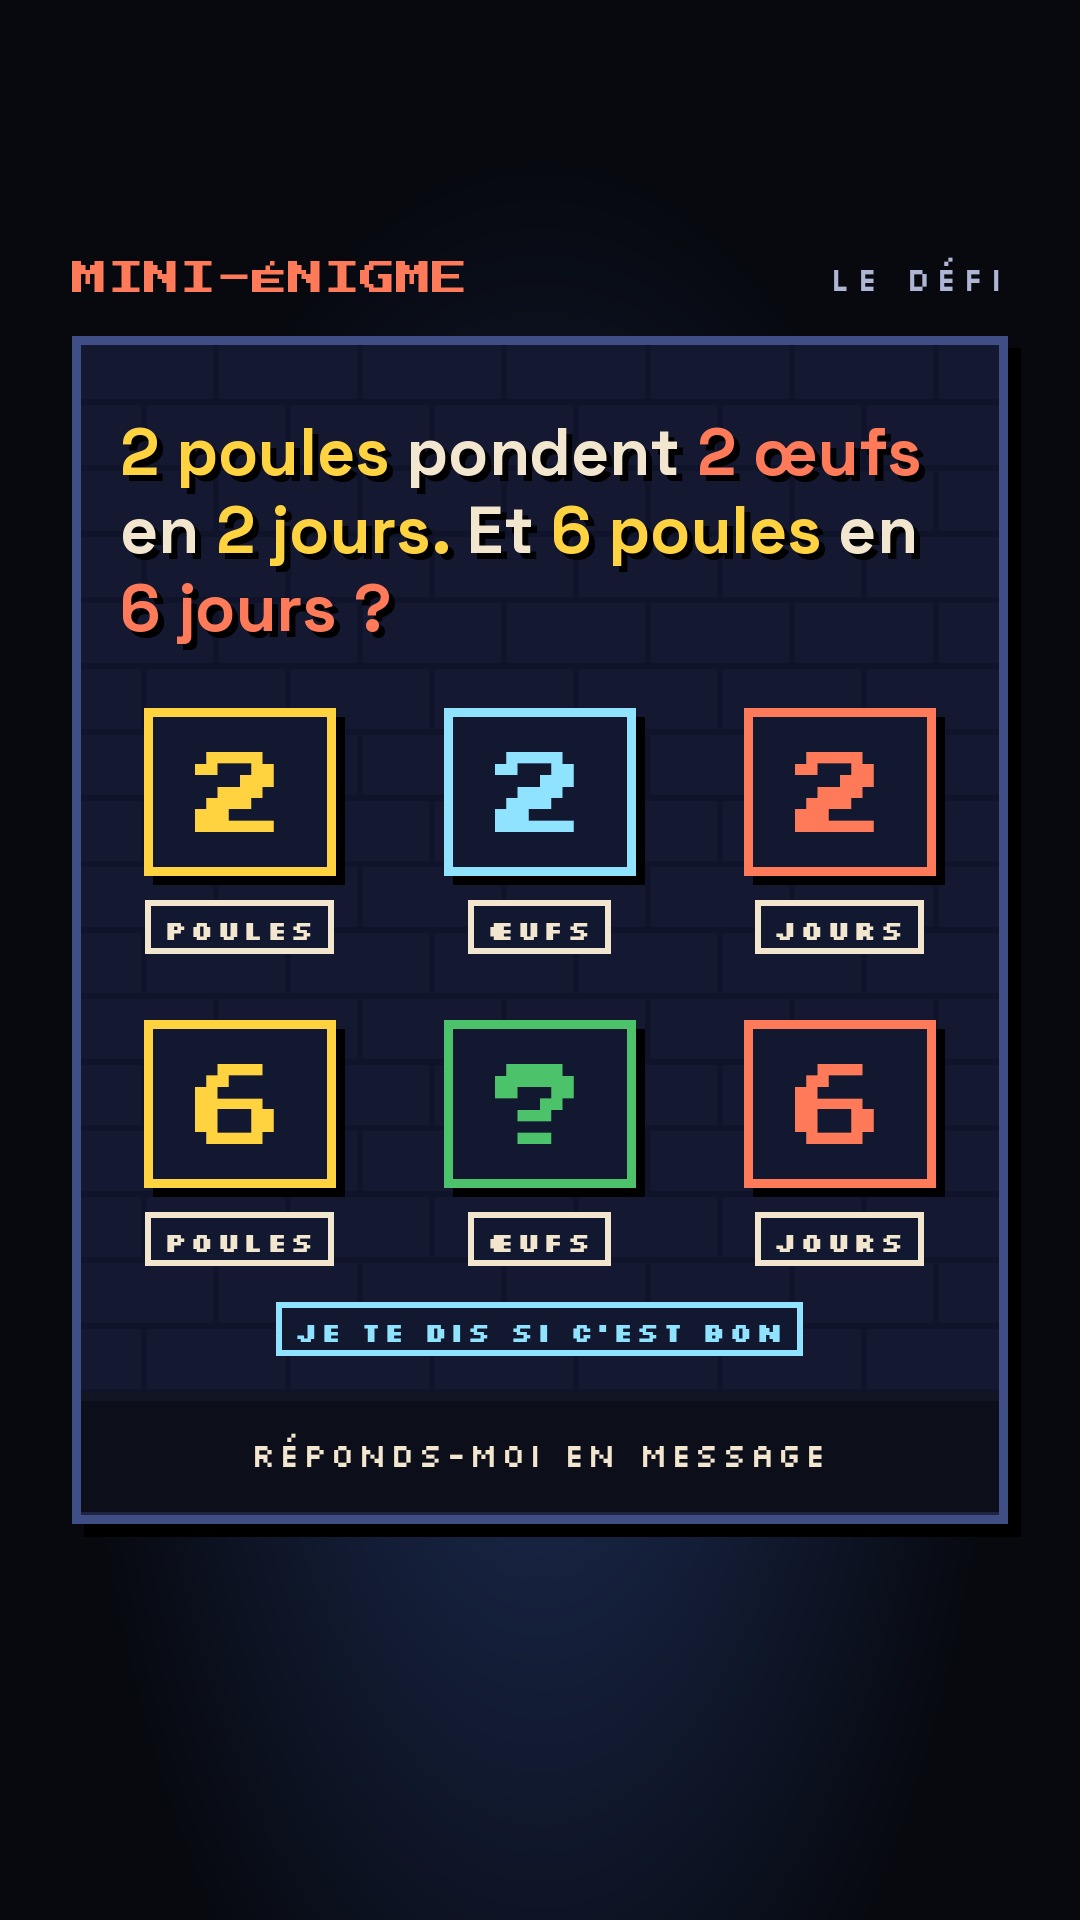 MINI-ÉNIGME
LE DÉFI
2 poules pondent 2 œufs
en 2 jours. Et 6 poules en
6 jours ?
2 2 2
POULES ŒUFS JOURS
6 ? 6
POULES ŒUFS JOURS
JE TE DIS SI C'EST BON
RÉPONDS-MOI EN MESSAGE